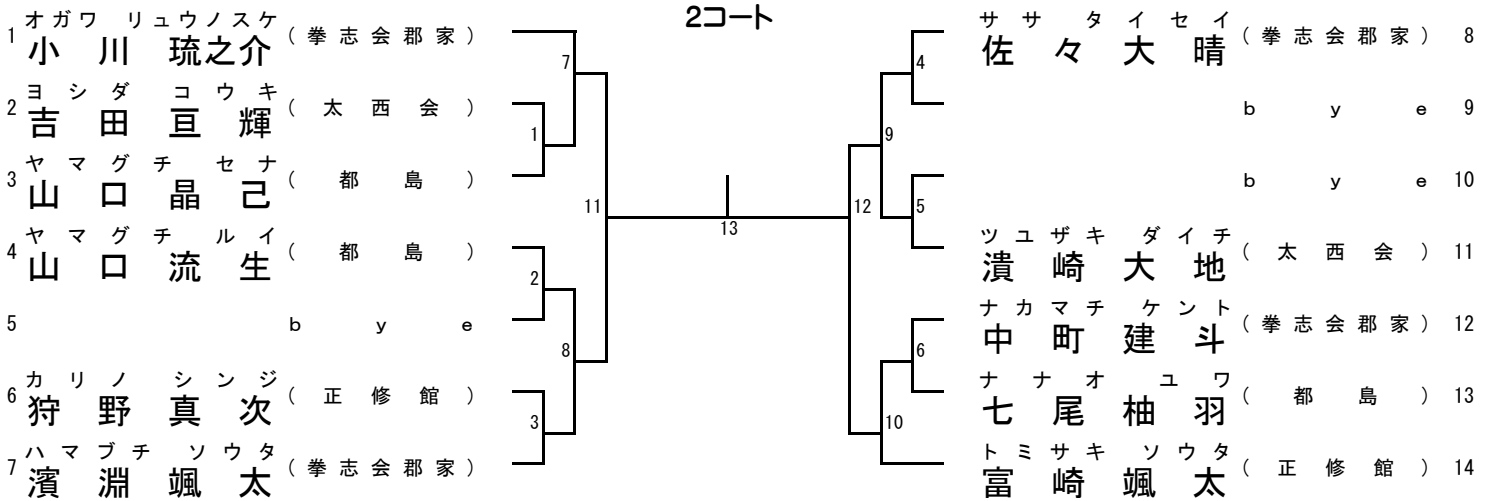 2コート
オガワ リュウノスケ
1 小川 琉之介 (拳志会郡家)
ヨシダ コウキ
2 吉田 亘輝 (太西会)
ヤマグチ セナ
3 山口 晶己 (都島)
ヤマグチ ルイ
4 山口 流生 (都島)
5 bye
カリノ シンジ
6 狩野 真次 (正修館)
ハマブチ ソウタ
7 濱淵 颯太 (拳志会郡家)
7
1
11
2
8
3
13
4
9
5
12
6
10
ササ タイセイ
佐々 大晴 (拳志会郡家) 8
bye 9
bye 10
ツユザキ ダイチ
潰崎 大地 (太西会) 11
ナカマチ ケント
中町 建斗 (拳志会郡家) 12
ナナオ ユワ
七尾 柚羽 (都島) 13
トミサキ ソウタ
富崎 颯太 (正修館) 14